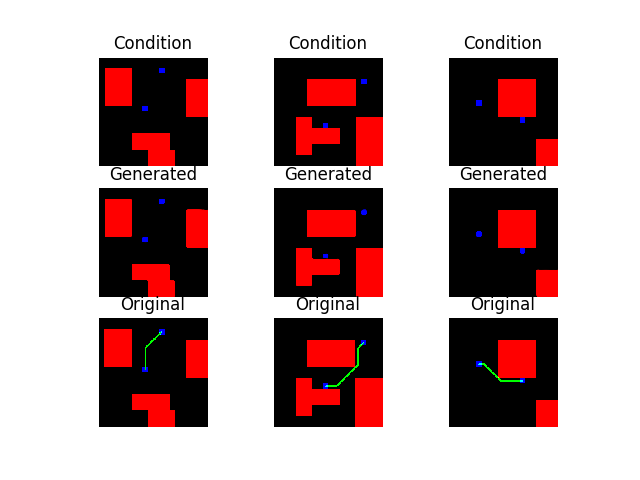 Condition
Condition
Condition
Generated
Generated
Generated
Original
Original
Original